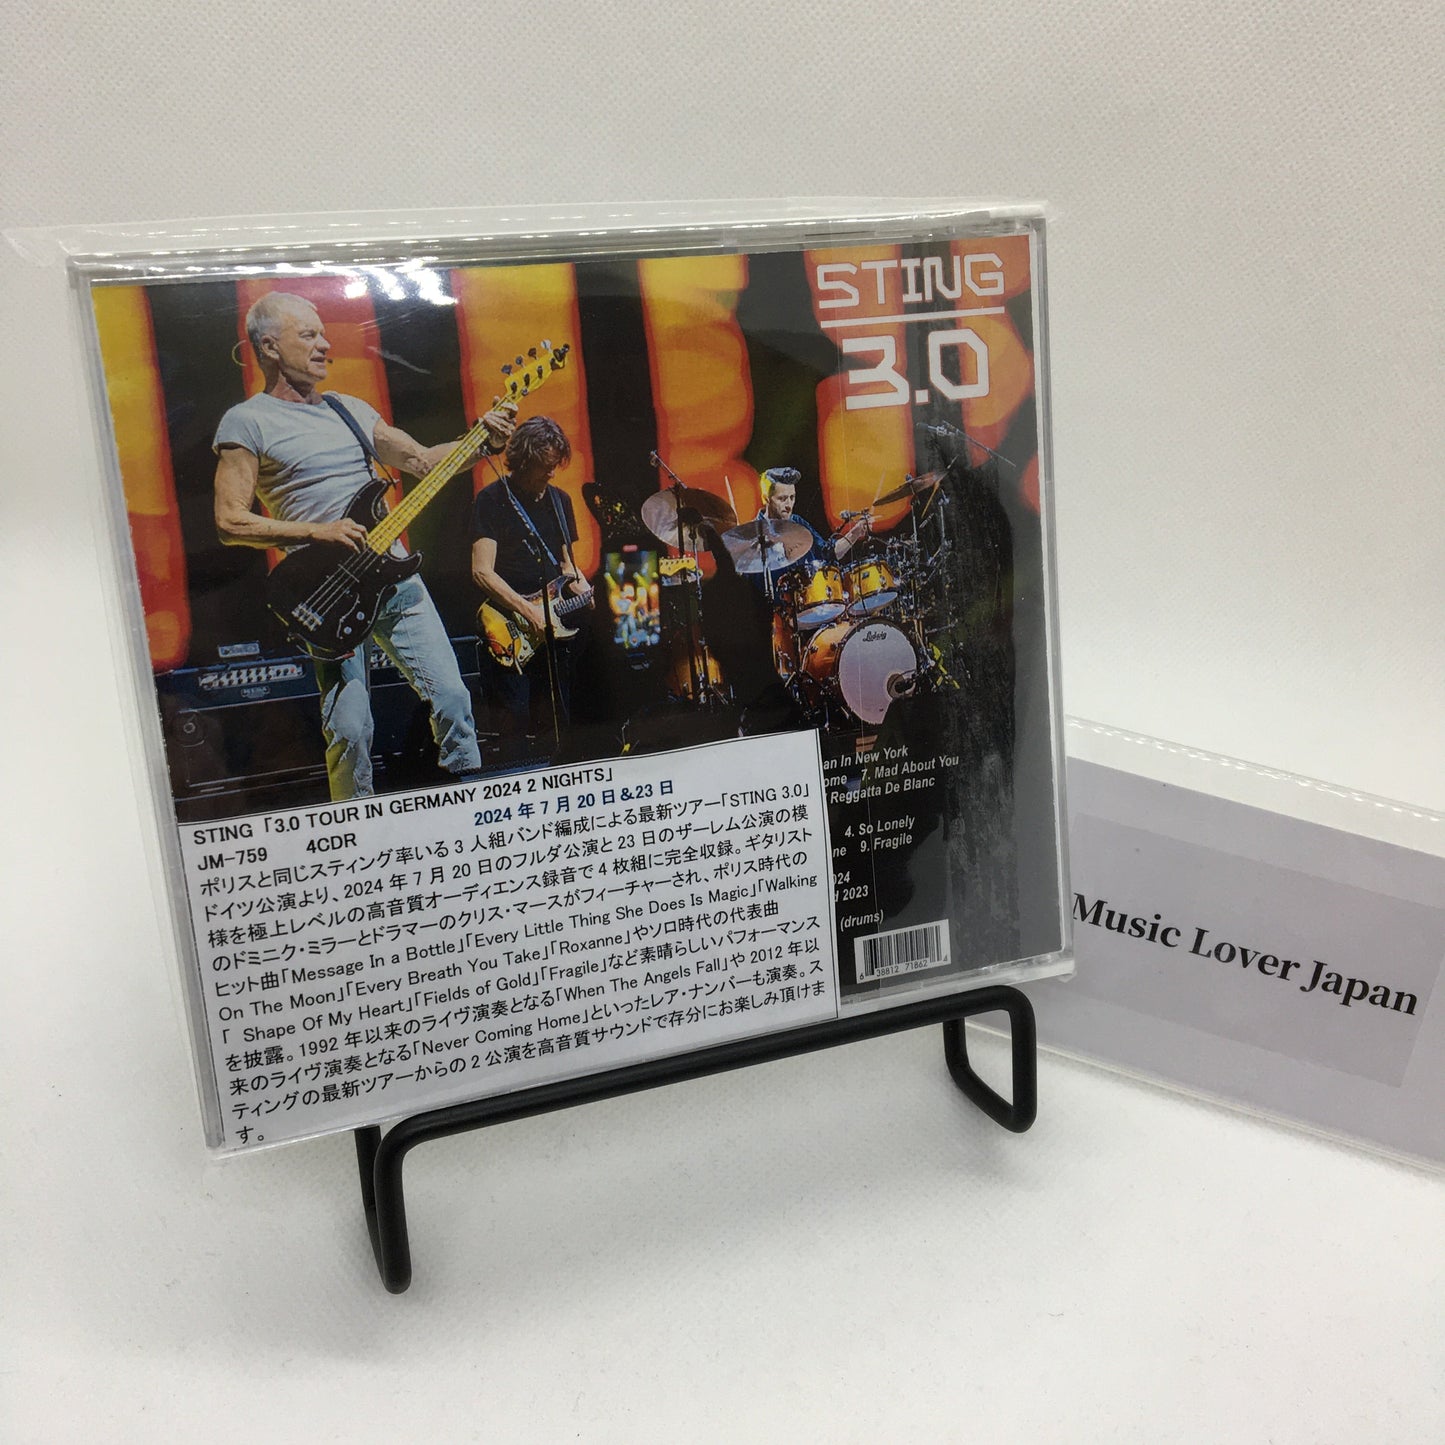 STING
3.0
Ludwig
an In New York
ome 7. Mad About You
Reggatta De Blanc
4. So Lonely
ne 9. Fragile
024
d 2023
(drums)
6 38812 71862 4
STING「3.0 TOUR IN GERMANY 2024 2 NIGHTS」
JM-759 4CDR 2024 年 7 月 20 日&23 日
ポリスと同じスティング率いる 3 人組バンド編成による最新ツアー「STING 3.0」
ドイツ公演より、2024 年 7 月 20 日のフルダ公演と 23 日のザーレム公演の模
様を極上レベルの高音質オーディエンス録音で 4 枚組に完全収録。ギタリスト
のドミニク・ミラーとドラマーのクリス・マースがフィーチャーされ、ポリス時代の
ヒット曲「Message In a Bottle」「Every Little Thing She Does Is Magic」「Walking
On The Moon」「Every Breath You Take」「Roxanne」やソロ時代の代表曲
「 Shape Of My Heart」「Fields of Gold」「Fragile」など素晴らしいパフォーマンス
を披露。1992 年以来のライヴ演奏となる「When The Angels Fall」や 2012 年以
来のライヴ演奏となる「Never Coming Home」といったレア・ナンバーも演奏。ス
ティングの最新ツアーからの 2 公演を高音質サウンドで存分にお楽しみ頂けま
す。
Music Lover Japan